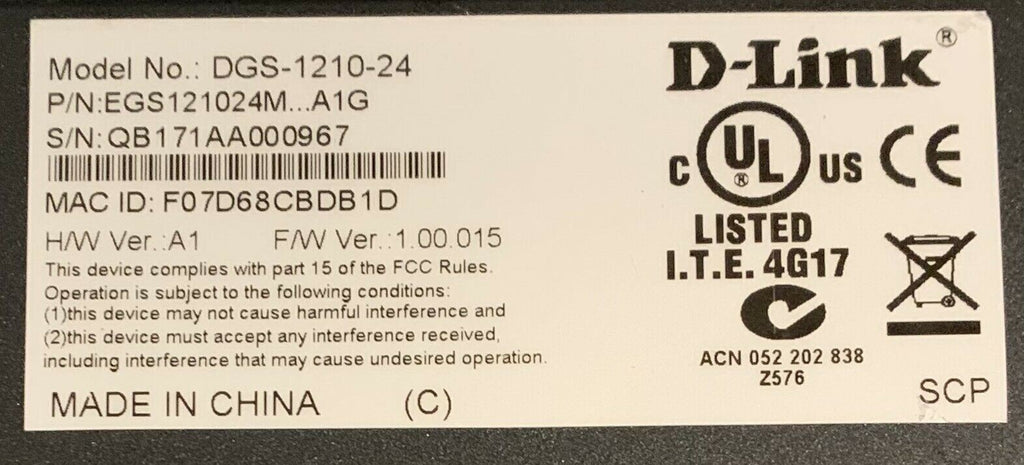 Model No.: DGS-1210-24
P/N:EGS121024M...A1G
S/N:QB171AA000967
MAC ID: F07D68CBDB1D
H/W Ver.:A1 F/W Ver.:1.00.015
This device complies with part 15 of the FCC Rules.
Operation is subject to the following conditions:
(1)this device may not cause harmful interference and
(2)this device must accept any interference received,
including interference that may cause undesired operation.
MADE IN CHINA (C)
D-Link®
C UL® US CE
LISTED
I.T.E. 4G17
ACN 052 202 838
Z576
SCP